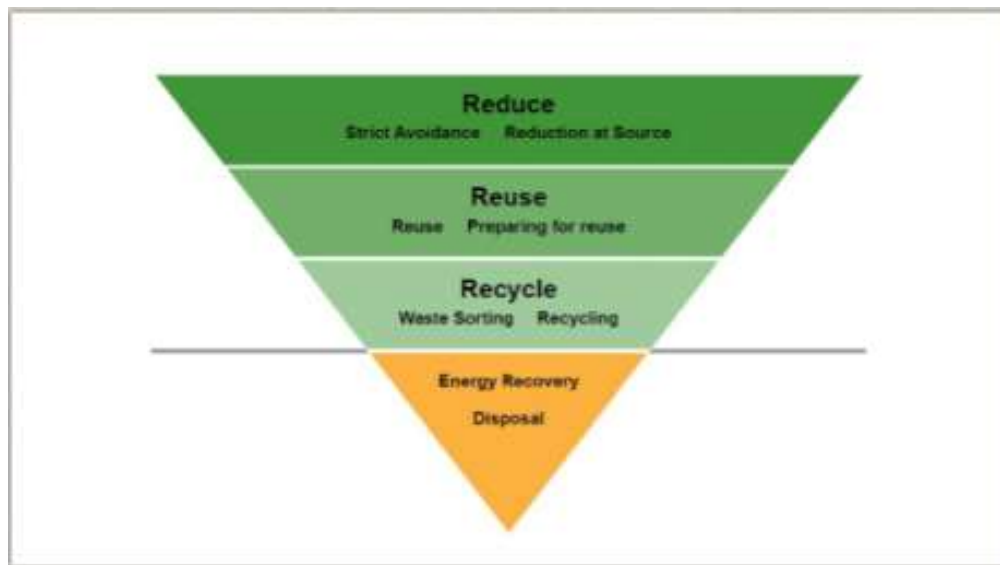 Reduce
Strict Avoidance Reduction at Source
Reuse
Reuse Preparing for reuse
Recycle
Waste Sorting Recycling
Energy Recovery
Disposal